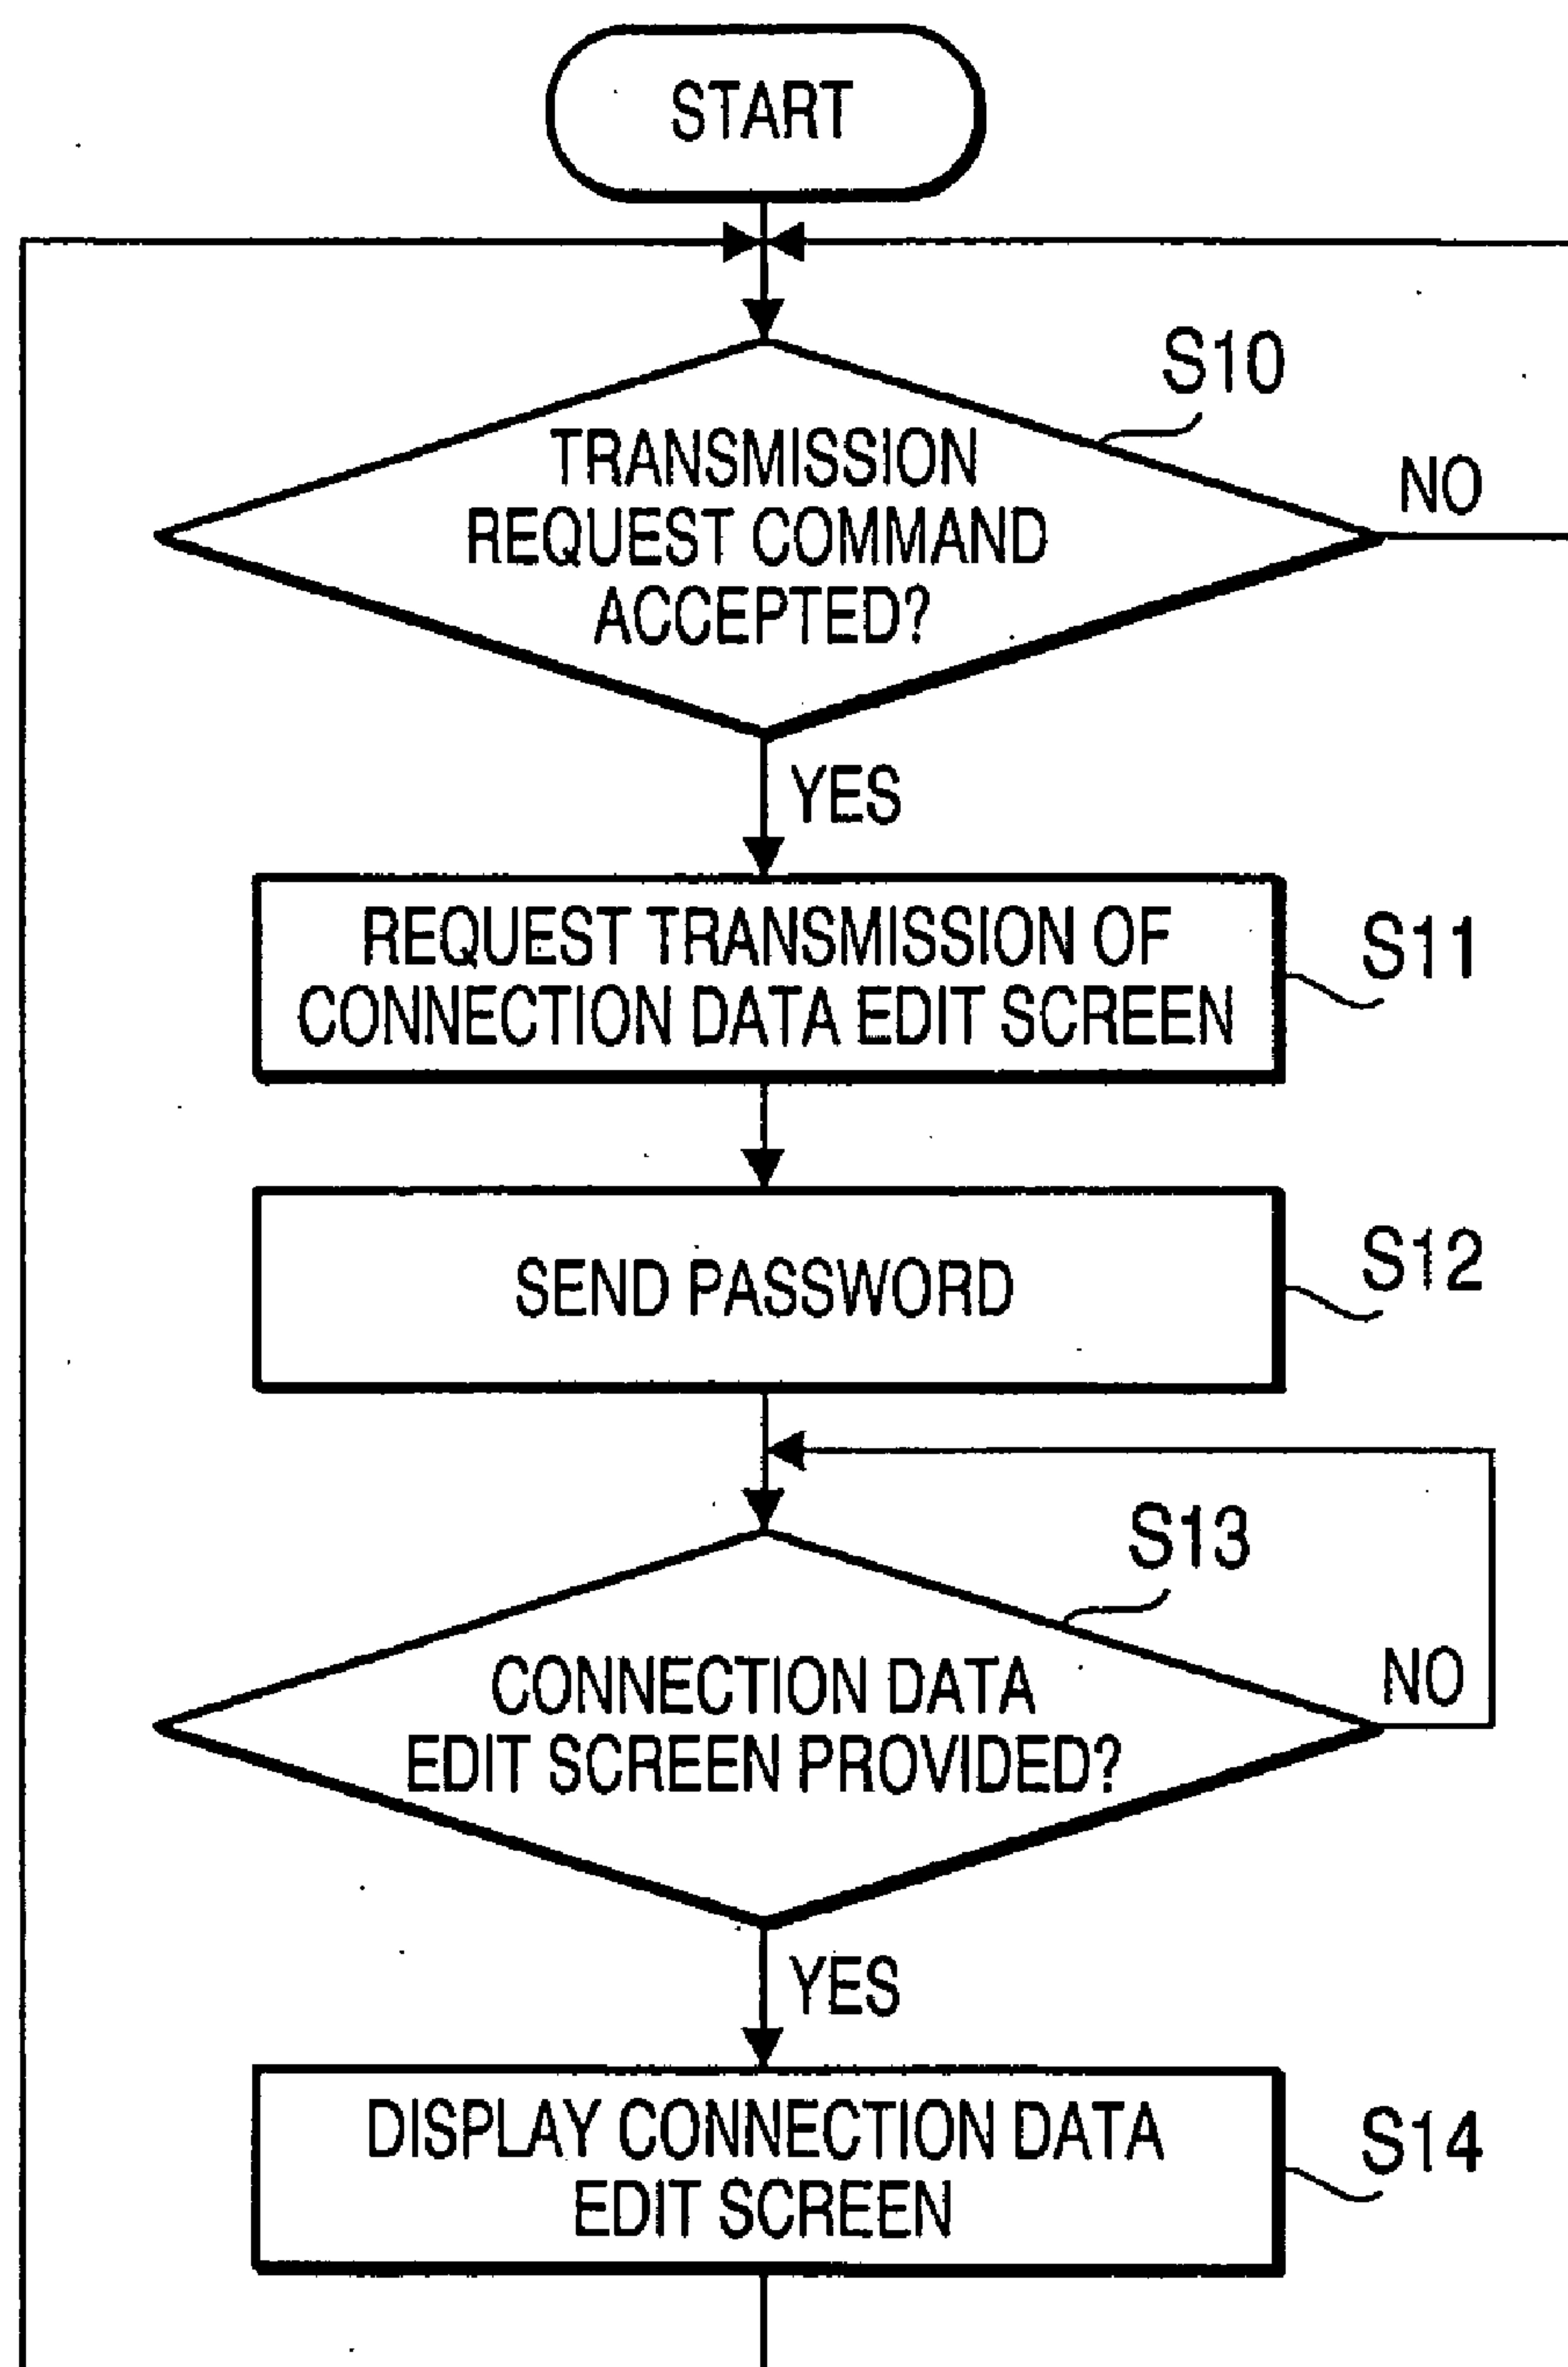 START
S10
TRANSMISSION
REQUEST COMMAND
ACCEPTED?
NO
YES
REQUEST TRANSMISSION OF
CONNECTION DATA EDIT SCREEN
S11
SEND PASSWORD
S12
S13
CONNECTION DATA
EDIT SCREEN PROVIDED?
NO
YES
DISPLAY CONNECTION DATA
EDIT SCREEN
S14